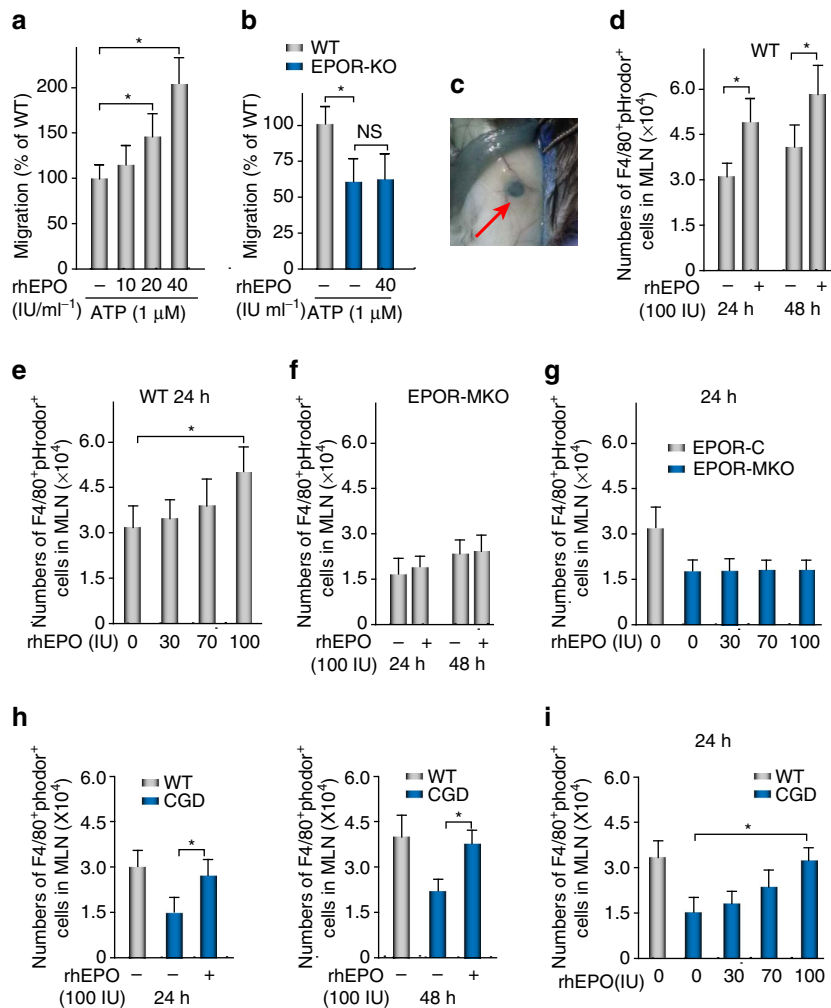 a
*
*
Migration (% of WT)
200
150
100
50
0
rhEPO – 10 20 40
(IU/ml⁻¹) ATP (1 μM)
b
WT
EPOR-KO
*
NS
Migration (% of WT)
100
75
50
25
0
rhEPO – – 40
(IU ml⁻¹) ATP (1 μM)
c
d
WT
*
*
Numbers of F4/80⁺pHrodor⁺
cells in MLN (×10⁴)
6.0
4.5
3.0
1.5
0
rhEPO – + – +
(100 IU) 24 h 48 h
e
WT 24 h
*
Numbers of F4/80⁺pHrodor⁺
cells in MLN (×10⁴)
6.0
4.5
3.0
1.5
rhEPO (IU) 0 30 70 100
f
EPOR-MKO
Numbers of F4/80⁺pHrodor⁺
cells in MLN (×10⁴)
6.0
4.5
3.0
1.5
0
rhEPO – + – +
(100 IU) 24 h 48 h
g
24 h
EPOR-C
EPOR-MKO
Numbers of F4/80⁺pHrodor⁺
cells in MLN (×10⁴)
6.0
4.5
3.0
1.5
0
rhEPO (IU) 0 0 30 70 100
h
WT
CGD
*
Numbers of F4/80⁺phodor⁺
cells in MLN (X10⁴)
6.0
4.5
3.0
1.5
0
rhEPO – – +
(100 IU) 24 h
WT
CGD
*
Numbers of F4/80⁺phodor⁺
cells in MLN (X10⁴)
6.0
4.5
3.0
1.5
0
rhEPO – – +
(100 IU) 48 h
i
24 h
WT
CGD
*
Numbers of F4/80⁺phodor⁺
cells in MLN (X10⁴)
6.0
4.5
3.0
1.5
0
rhEPO(IU) 0 0 30 70 100